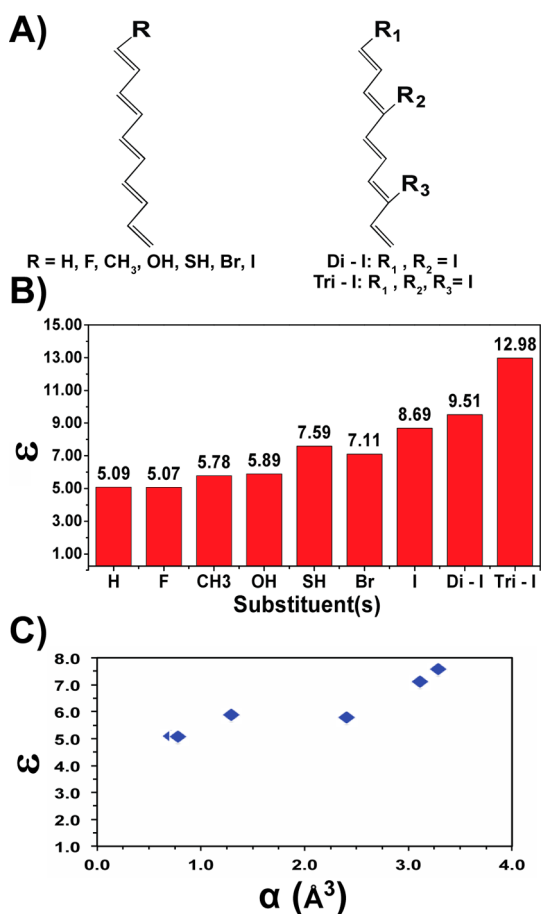 A)
R
R₁
R₂
R₃
R = H, F, CH₃, OH, SH, Br, I
Di - I: R₁ , R₂ = I
Tri - I: R₁ , R₂, R₃= I
B)
15.00
13.00
11.00
9.00
7.00
5.00
3.00
1.00
ε
5.09
5.07
5.78
5.89
7.59
7.11
8.69
9.51
12.98
H F CH3 OH SH Br I Di - I Tri - I
Substituent(s)
C)
8.0
7.0
6.0
5.0
4.0
3.0
2.0
1.0
ε
0.0 1.0 2.0 3.0 4.0
α (Å³)